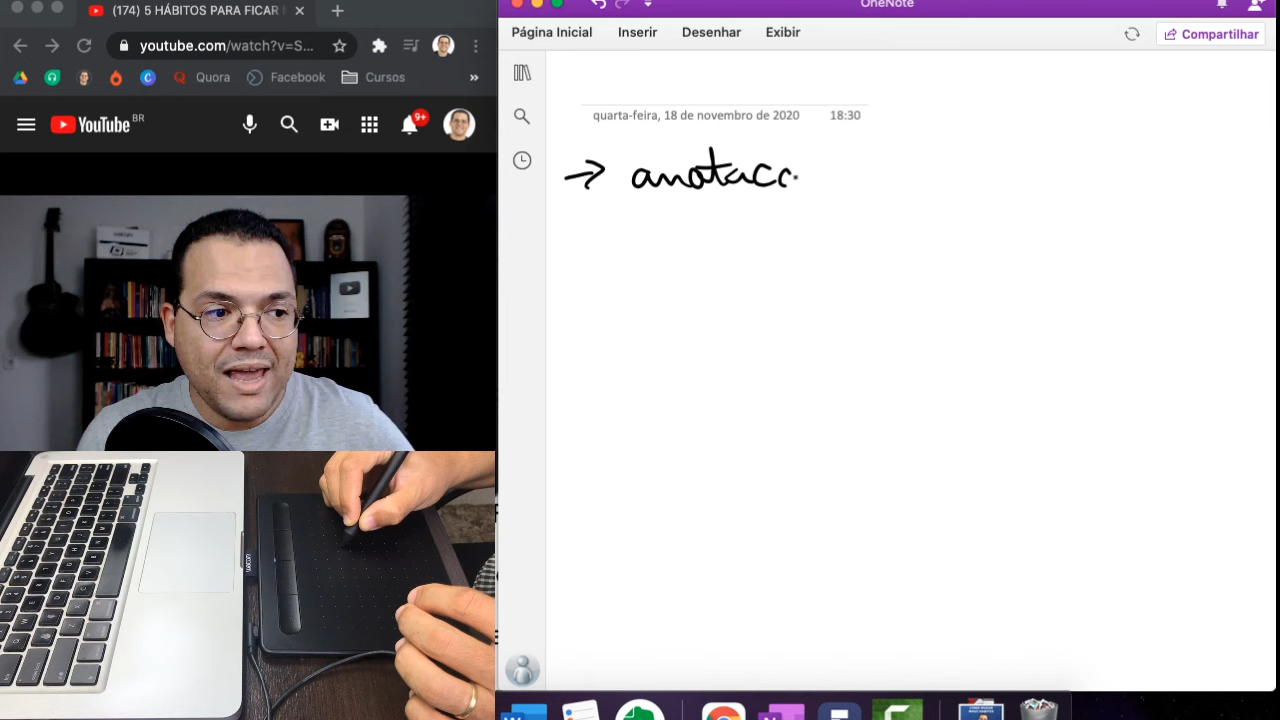 (174) 5 HÁBITOS PARA FICAR
youtube.com/watch?v=S...
Quora
Facebook
Cursos
»
YouTube BR
9+
OneNote
Página Inicial
Inserir
Desenhar
Exibir
Compartilhar
quarta-feira, 18 de novembro de 2020 18:30
→ anotacc
wacom